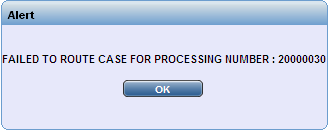 Alert
FAILED TO ROUTE CASE FOR PROCESSING NUMBER : 20000030
OK